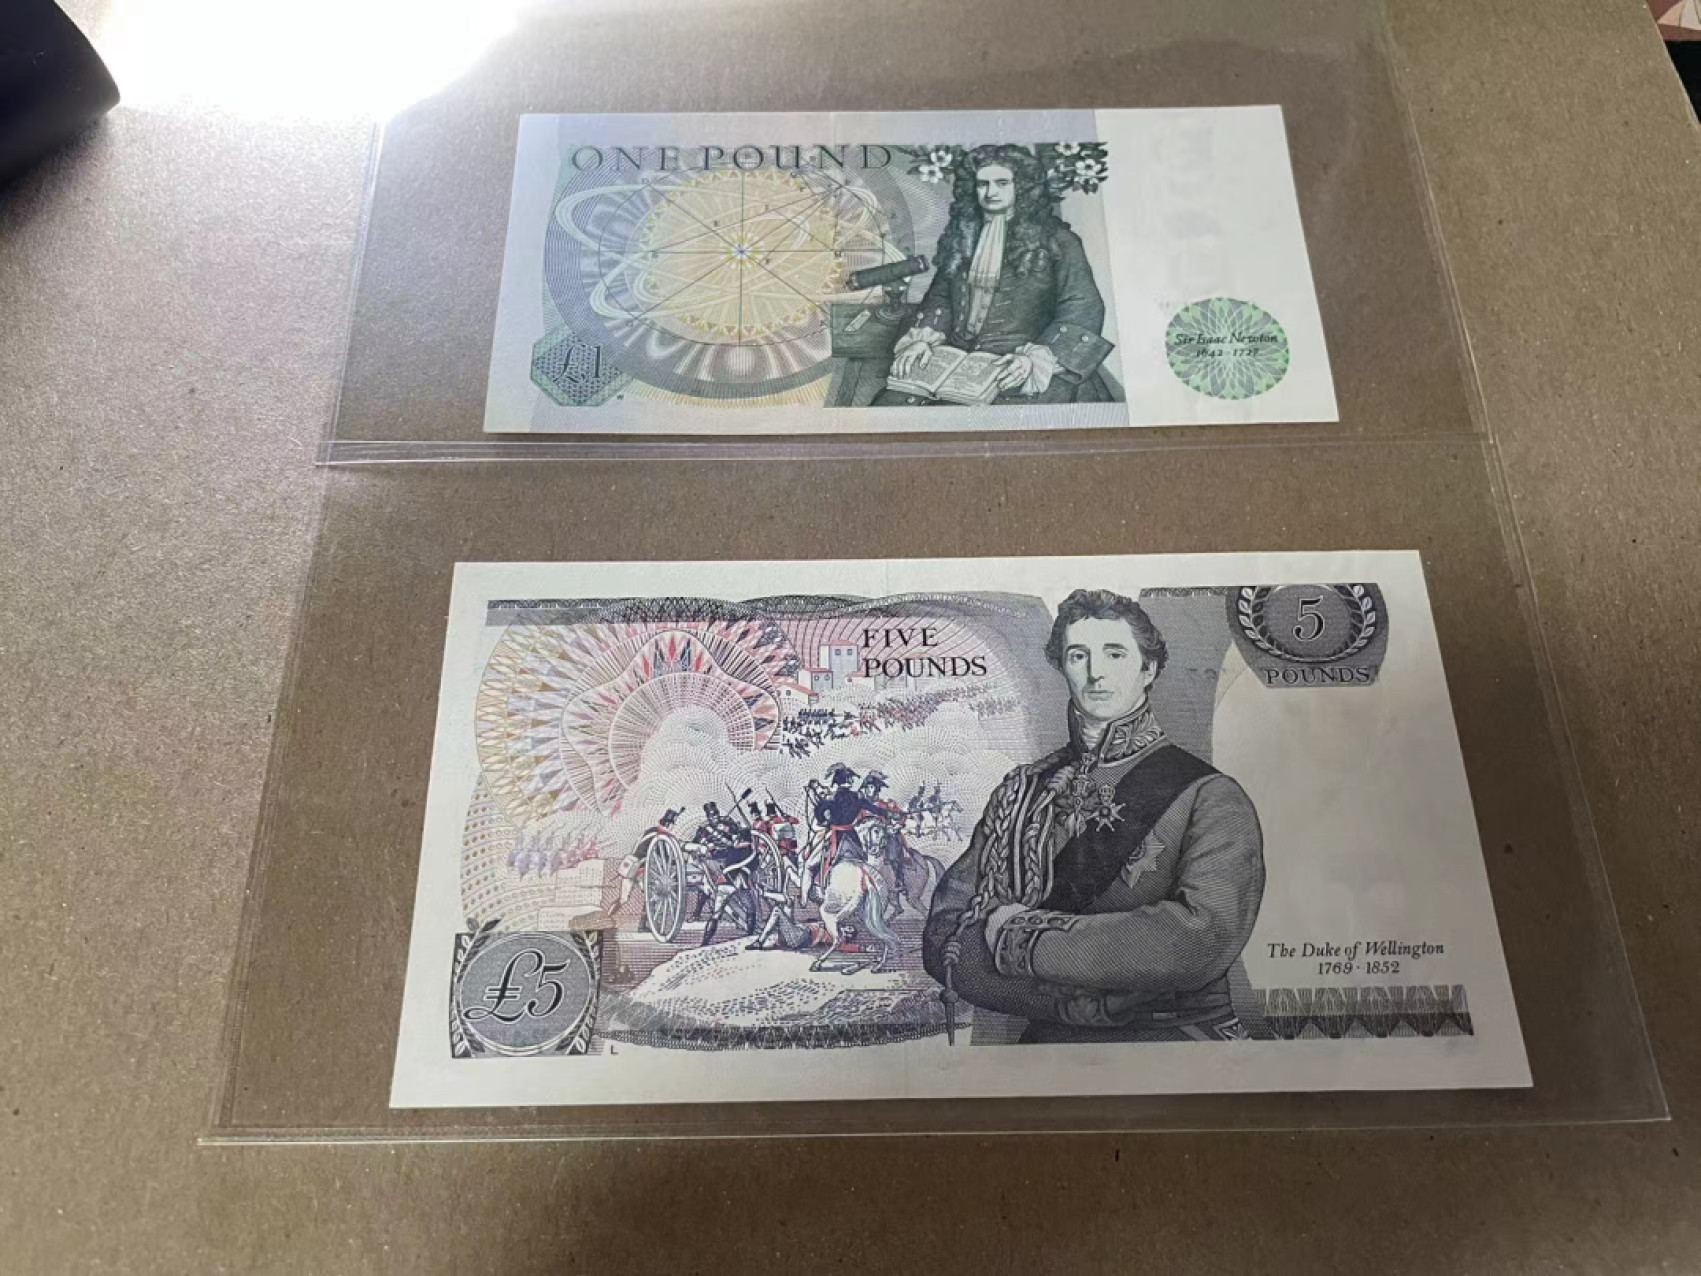 ONE POUND
£1
Sir Isaac Newton
1642-1727
FIVE
POUNDS
5
POUNDS
The Duke of Wellington
1769-1852
£5
L